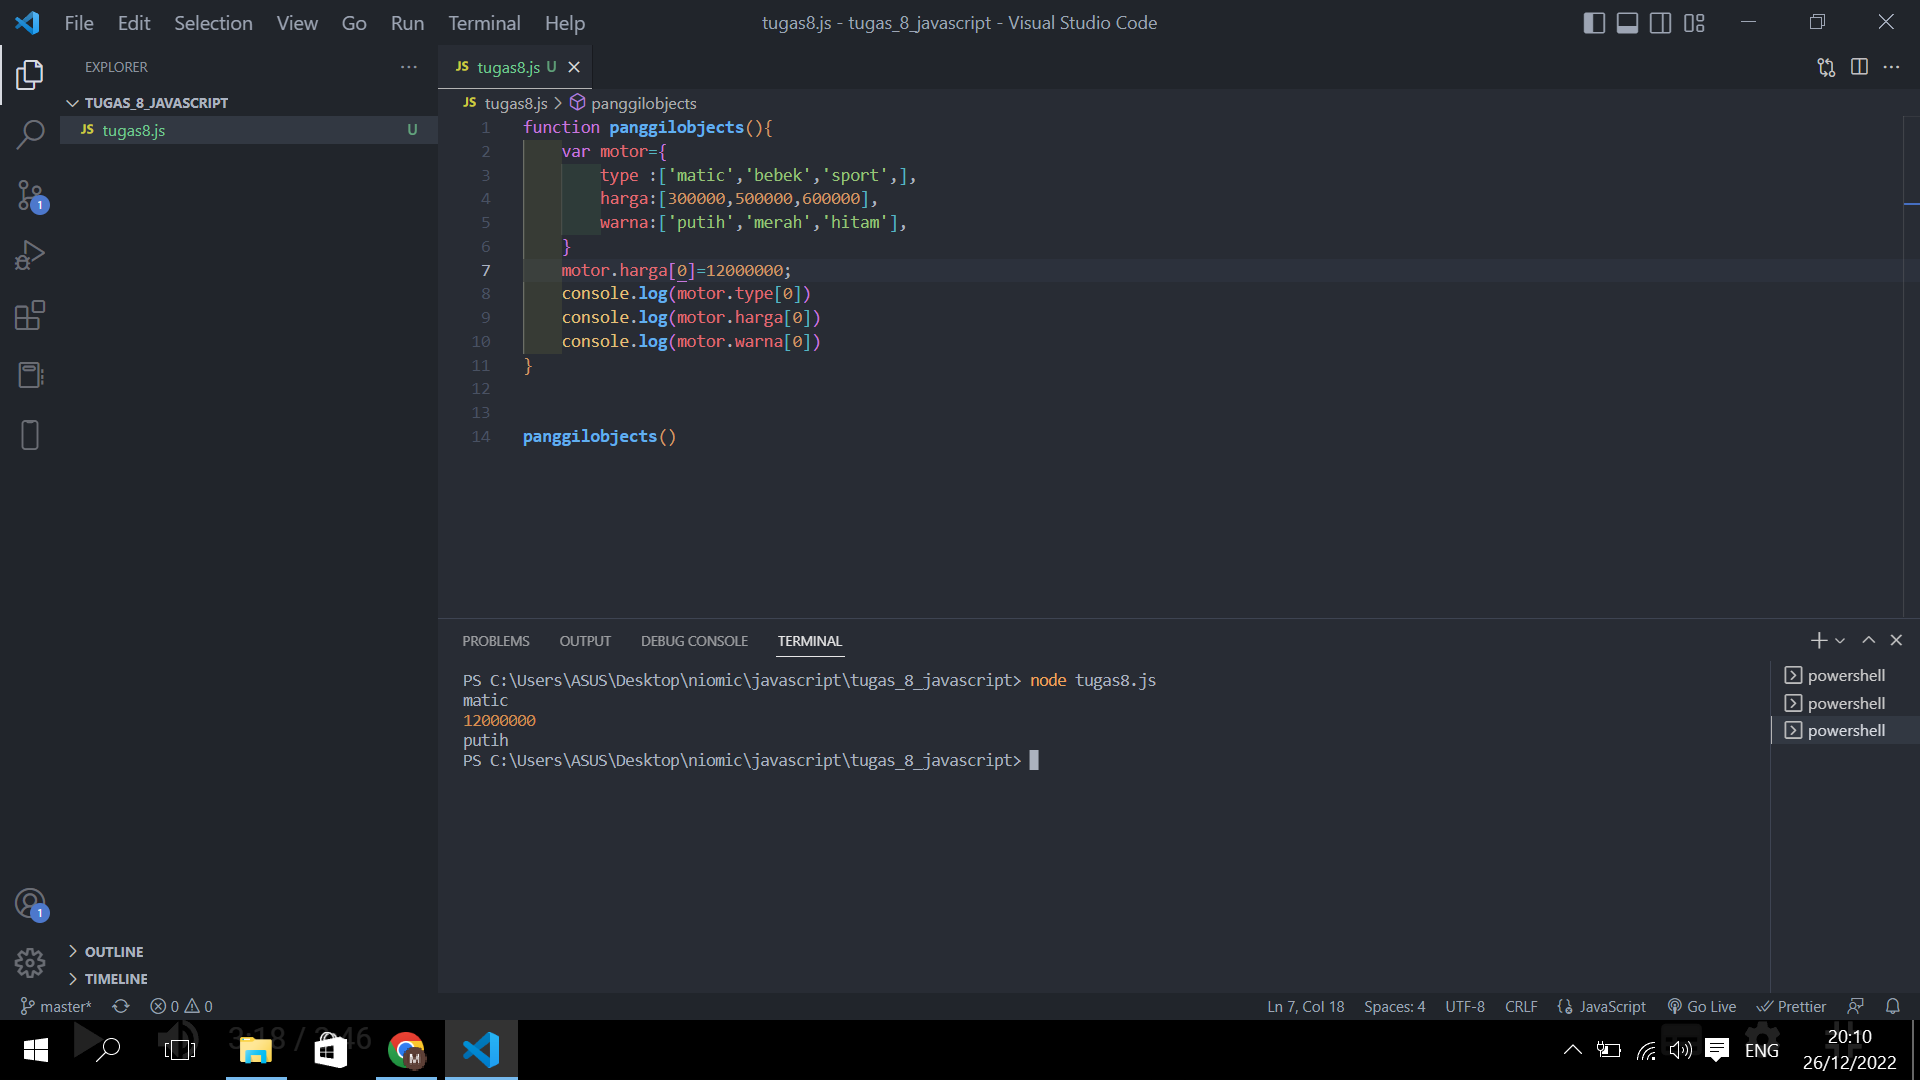 File Edit Selection View Go Run Terminal Help
tugas8.js - tugas_8_javascript - Visual Studio Code
EXPLORER
TUGAS_8_JAVASCRIPT
JS tugas8.js U
1
1
OUTLINE
TIMELINE
JS tugas8.js U
JS tugas8.js > panggilobjects
1 function panggilobjects(){
2 var motor={
3 type :['matic','bebek','sport',],
4 harga:[300000,500000,600000],
5 warna:['putih','merah','hitam'],
6 }
7 motor.harga[0]=12000000;
8 console.log(motor.type[0])
9 console.log(motor.harga[0])
10 console.log(motor.warna[0])
11 }
12
13
14 panggilobjects()
PROBLEMS OUTPUT DEBUG CONSOLE TERMINAL
PS C:\Users\ASUS\Desktop\niomic\javascript\tugas_8_javascript> node tugas8.js
matic
12000000
putih
PS C:\Users\ASUS\Desktop\niomic\javascript\tugas_8_javascript>
powershell
powershell
powershell
master* 0 0
Ln 7, Col 18 Spaces: 4 UTF-8 CRLF JavaScript Go Live Prettier
3:18 / 3:46
M
ENG
20:10
26/12/2022